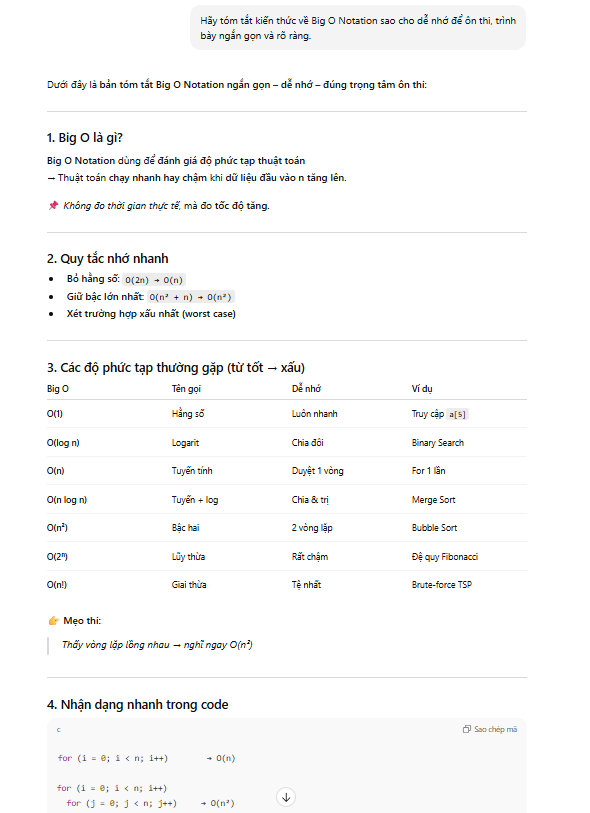 Hãy tóm tắt kiến thức về Big O Notation sao cho dễ nhớ để ôn thi, trình
bày ngắn gọn và rõ ràng.
Dưới đây là bản tóm tắt Big O Notation ngắn gọn – dễ nhớ – đúng trọng tâm ôn thi:
1. Big O là gì?
Big O Notation dùng để đánh giá độ phức tạp thuật toán
→ Thuật toán chạy nhanh hay chậm khi dữ liệu đầu vào n tăng lên.
📌 Không đo thời gian thực tế, mà đo tốc độ tăng.
2. Quy tắc nhớ nhanh
• Bỏ hằng số: O(2n) → O(n)
• Giữ bậc lớn nhất: O(n² + n) → O(n²)
• Xét trường hợp xấu nhất (worst case)
3. Các độ phức tạp thường gặp (từ tốt → xấu)
Big O Tên gọi Dễ nhớ Ví dụ
O(1) Hằng số Luôn nhanh Truy cập a[5]
O(log n) Logarit Chia đôi Binary Search
O(n) Tuyến tính Duyệt 1 vòng For 1 lần
O(n log n) Tuyến + log Chia & trị Merge Sort
O(n²) Bậc hai 2 vòng lặp Bubble Sort
O(2ⁿ) Lũy thừa Rất chậm Đệ quy Fibonacci
O(n!) Giai thừa Tệ nhất Brute-force TSP
👉 Mẹo thi:
Thấy vòng lặp lồng nhau → nghĩ ngay O(n²)
4. Nhận dạng nhanh trong code
c Sao chép mã
for (i = 0; i < n; i++) → O(n)
for (i = 0; i < n; i++)
for (j = 0; j < n; j++) → O(n²)